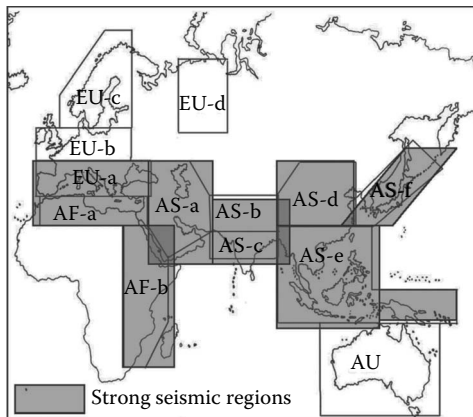 EU-c
EU-d
EU-b
EU-a
AF-a
AS-a
AS-b
AS-c
AS-d
AS-f
AS-e
AF-b
AU
Strong seismic regions